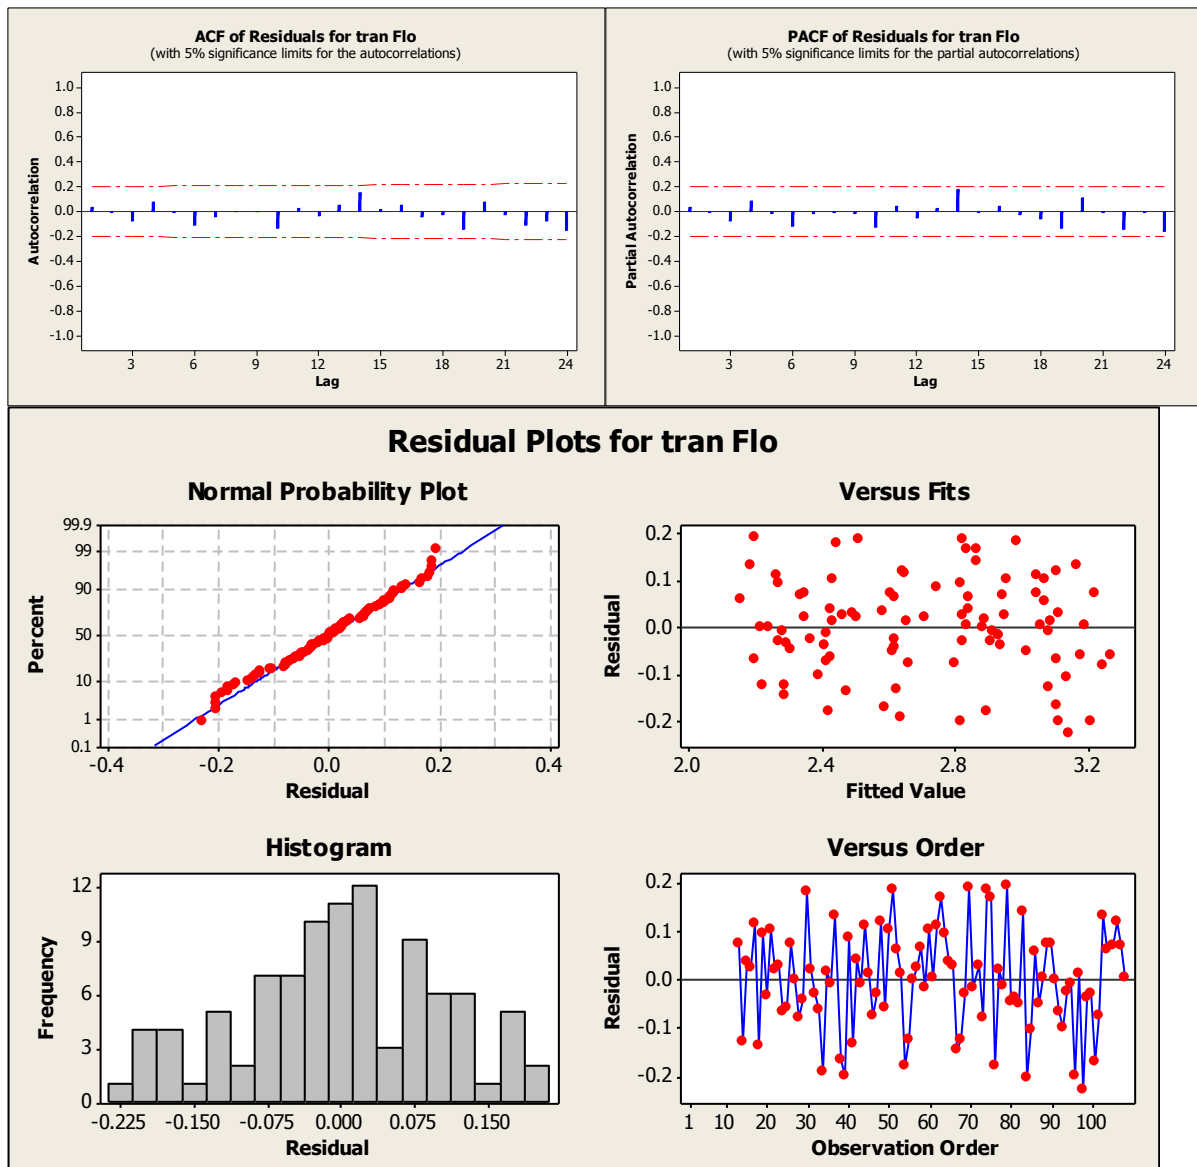 ACF of Residuals for tran Flo
(with 5% significance limits for the autocorrelations)
1.0
0.8
0.6
0.4
0.2
0.0
-0.2
-0.4
-0.6
-0.8
-1.0
Autocorrelation
3 6 9 12 15 18 21 24
Lag
PACF of Residuals for tran Flo
(with 5% significance limits for the partial autocorrelations)
1.0
0.8
0.6
0.4
0.2
0.0
-0.2
-0.4
-0.6
-0.8
-1.0
Partial Autocorrelation
3 6 9 12 15 18 21 24
Lag
Residual Plots for tran Flo
Normal Probability Plot
99.9
99
90
50
10
1
0.1
Percent
-0.4 -0.2 0.0 0.2 0.4
Residual
Versus Fits
0.2
0.1
0.0
-0.1
-0.2
Residual
2.0 2.4 2.8 3.2
Fitted Value
Histogram
12
9
6
3
0
Frequency
-0.225 -0.150 -0.075 0.000 0.075 0.150
Residual
Versus Order
0.2
0.1
0.0
-0.1
-0.2
Residual
1 10 20 30 40 50 60 70 80 90 100
Observation Order